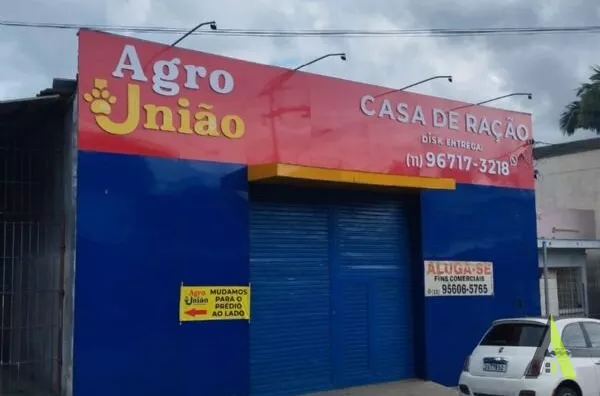 Agro
União
CASA DE RAÇÃO
DISK ENTREGA:
(11) 96717-3218
Agro
União
MUDAMOS
PARA O
PRÉDIO
AO LADO
ALUGA-SE
FINS COMERCIAIS
95606-5765